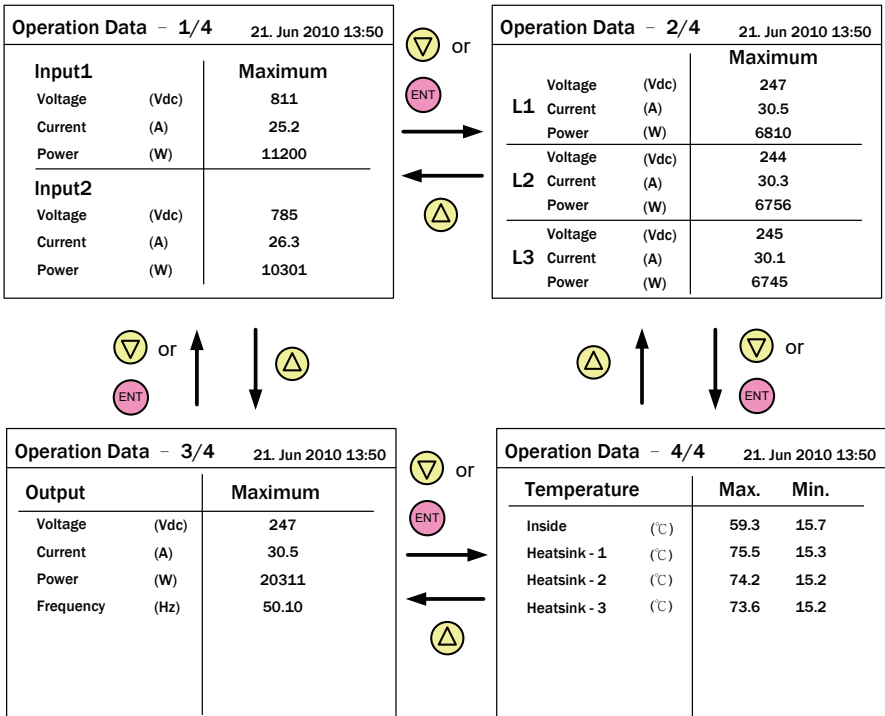 Operation Data – 1/4 21. Jun 2010 13:50
Input1 Maximum
Voltage (Vdc) 811
Current (A) 25.2
Power (W) 11200
Input2
Voltage (Vdc) 785
Current (A) 26.3
Power (W) 10301
or
ENT
Operation Data – 2/4 21. Jun 2010 13:50
Maximum
Voltage (Vdc) 247
L1 Current (A) 30.5
Power (W) 6810
Voltage (Vdc) 244
L2 Current (A) 30.3
Power (W) 6756
Voltage (Vdc) 245
L3 Current (A) 30.1
Power (W) 6745
or
ENT
or
ENT
Operation Data – 3/4 21. Jun 2010 13:50
Output Maximum
Voltage (Vdc) 247
Current (A) 30.5
Power (W) 20311
Frequency (Hz) 50.10
or
ENT
Operation Data – 4/4 21. Jun 2010 13:50
Temperature Max. Min.
Inside (℃) 59.3 15.7
Heatsink - 1 (℃) 75.5 15.3
Heatsink - 2 (℃) 74.2 15.2
Heatsink - 3 (℃) 73.6 15.2